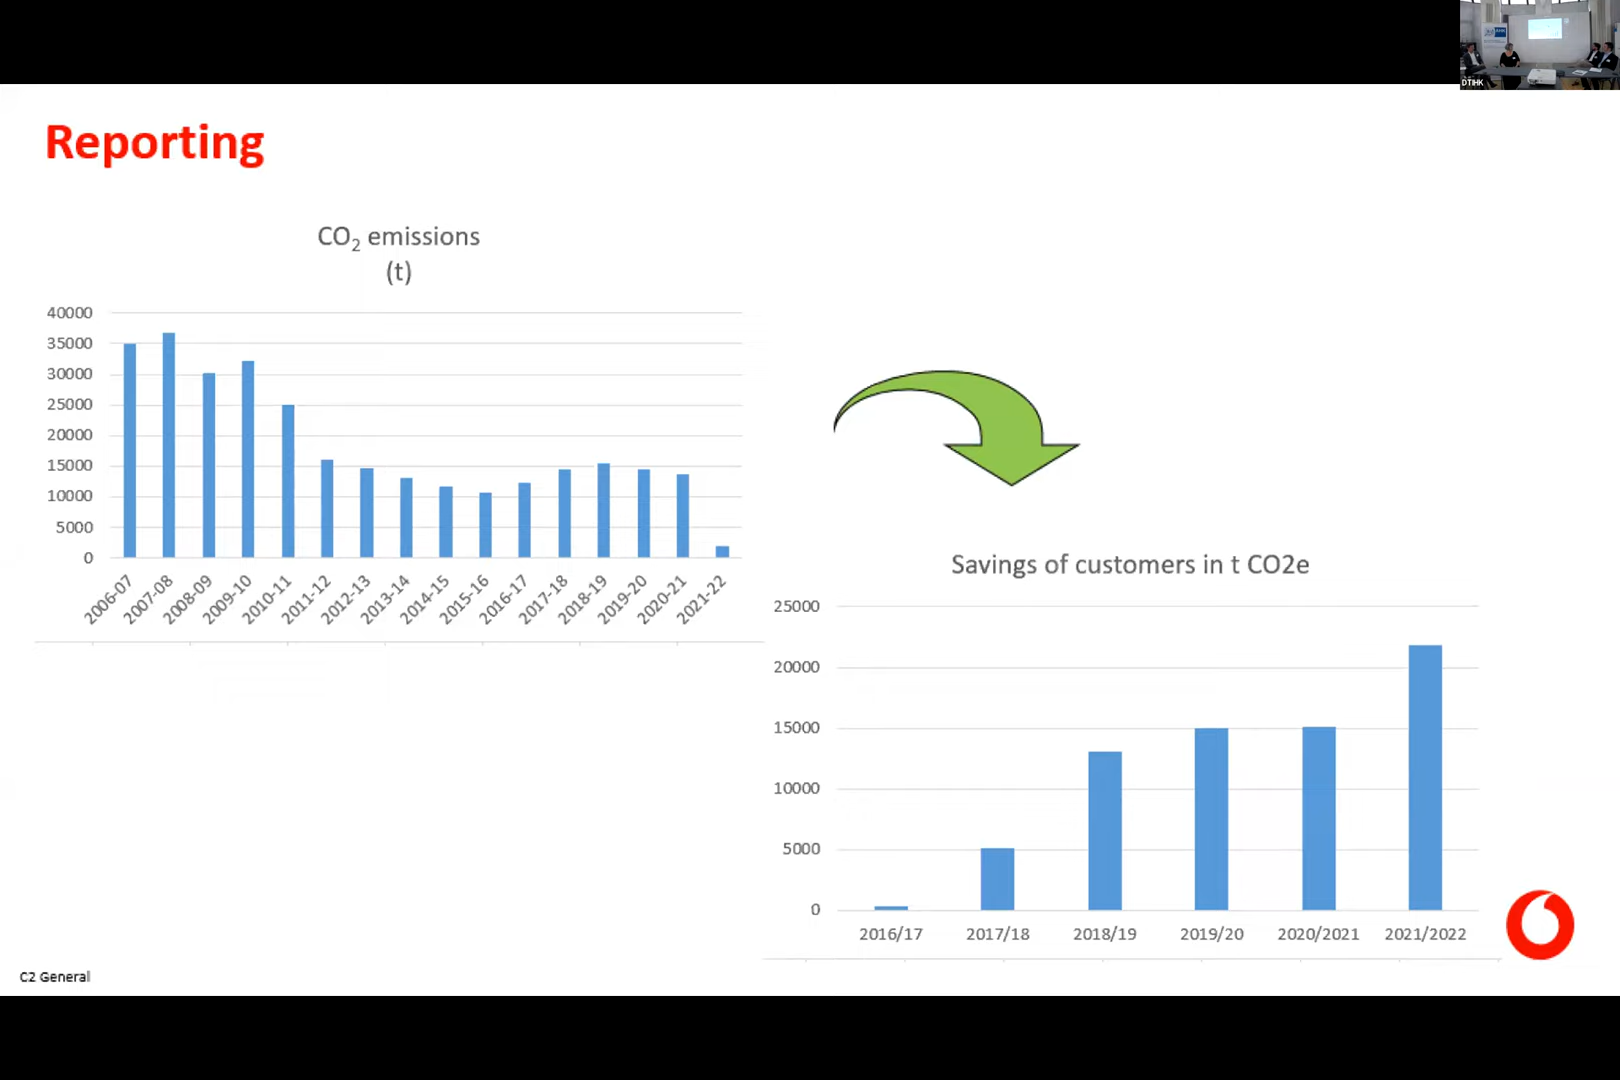 DTIHK
Reporting
CO₂ emissions
(t)
40000
35000
30000
25000
20000
15000
10000
5000
0
2006-07 2007-08 2008-09 2009-10 2010-11 2011-12 2012-13 2013-14 2014-15 2015-16 2016-17 2017-18 2018-19 2019-20 2020-21 2021-22
Savings of customers in t CO2e
25000
20000
15000
10000
5000
0
2016/17 2017/18 2018/19 2019/20 2020/2021 2021/2022
C2 General